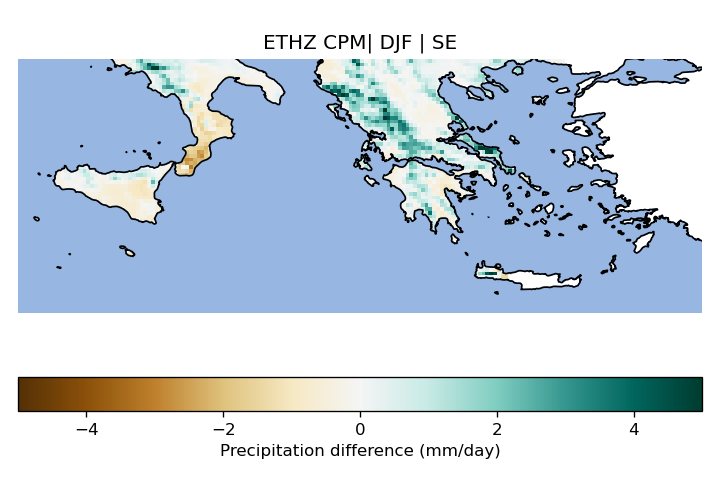 ETHZ CPM| DJF | SE
−4 −2 0 2 4
Precipitation difference (mm/day)